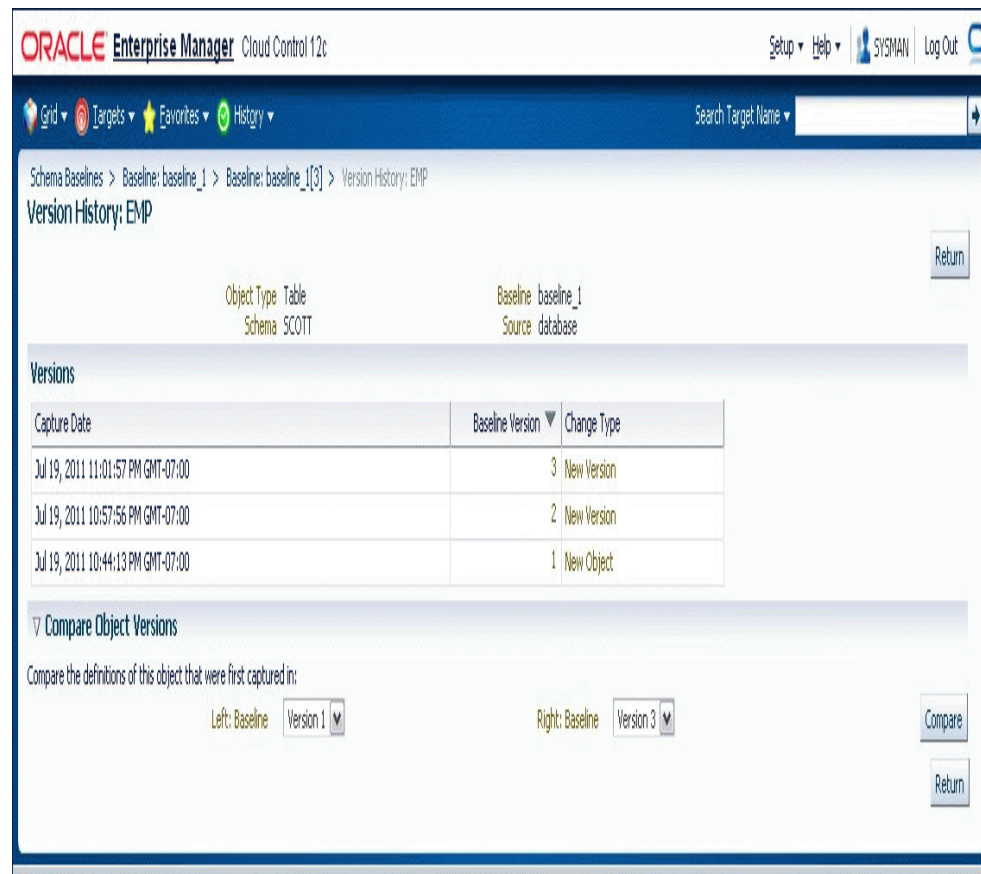 ORACLE Enterprise Manager Cloud Control 12c
Setup Help SYSMAN Log Out
Grid Targets Favorites History Search Target Name
Schema Baselines > Baseline: baseline_1 > Baseline: baseline_1[3] > Version History: EMP
Version History: EMP
Return
Object Type Table Baseline baseline_1
Schema SCOTT Source database
Versions
Capture Date Baseline Version Change Type
Jul 19, 2011 11:01:57 PM GMT-07:00 3 New Version
Jul 19, 2011 10:57:56 PM GMT-07:00 2 New Version
Jul 19, 2011 10:44:13 PM GMT-07:00 1 New Object
Compare Object Versions
Compare the definitions of this object that were first captured in:
Left: Baseline Version 1 Right: Baseline Version 3 Compare
Return